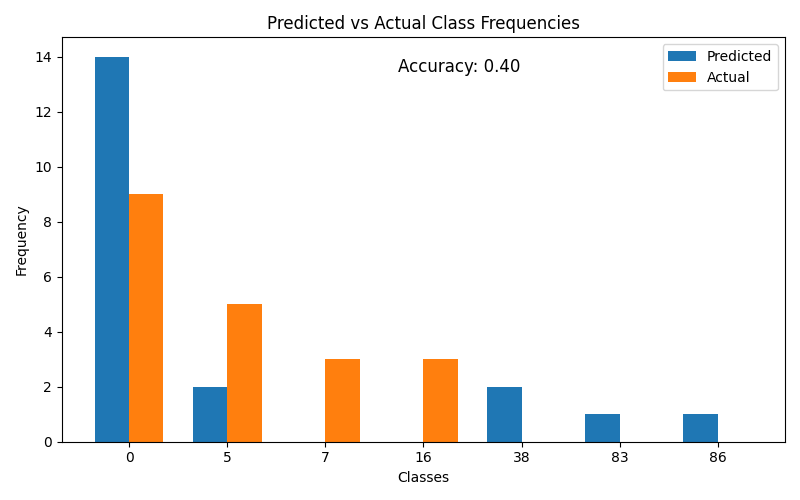 Predicted vs Actual Class Frequencies
Accuracy: 0.40
Predicted
Actual
14
12
10
8
6
4
2
0
Frequency
0 5 7 16 38 83 86
Classes